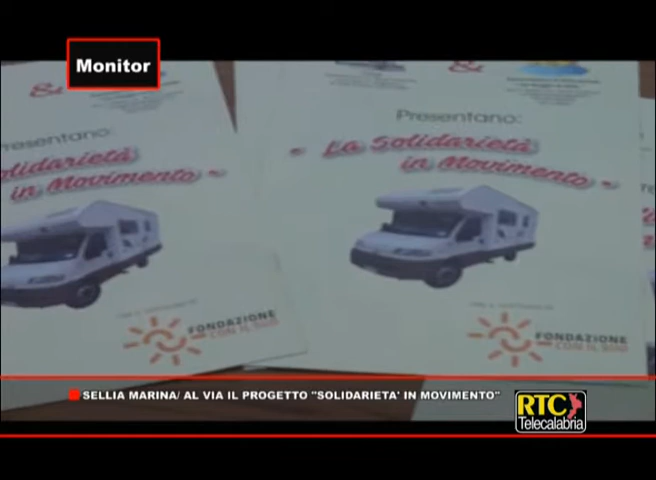 Monitor
&
&
Presentano:
Presentano:
- La Solidarietà
in Movimento -
Solidarietà
in Movimento -
FONDAZIONE
CON IL SUD
FONDAZIONE
CON IL SUD
SELLIA MARINA/ AL VIA IL PROGETTO "SOLIDARIETA' IN MOVIMENTO"
RTC
Telecalabria